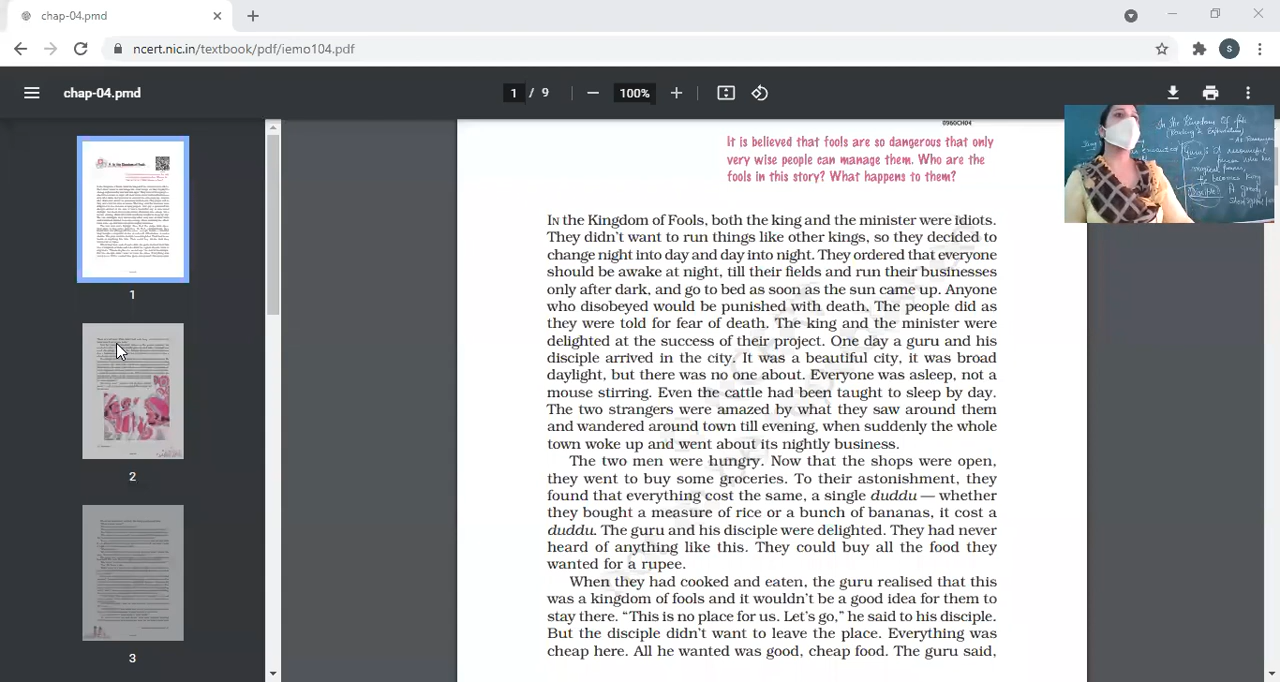 chap-04.pmd
ncert.nic.in/textbook/pdf/iemo104.pdf
S
chap-04.pmd
1 / 9
100%
0960CH04
It is believed that fools are so dangerous that only
very wise people can manage them. Who are the
fools in this story? What happens to them?
In the Kingdom of Fools, both the king and the minister were idiots.
They didn't want to run things like other kings, so they decided to
change night into day and day into night. They ordered that everyone
should be awake at night, till their fields and run their businesses
only after dark, and go to bed as soon as the sun came up. Anyone
who disobeyed would be punished with death. The people did as
they were told for fear of death. The king and the minister were
delighted at the success of their project. One day a guru and his
disciple arrived in the city. It was a beautiful city, it was broad
daylight, but there was no one about. Everyone was asleep, not a
mouse stirring. Even the cattle had been taught to sleep by day.
The two strangers were amazed by what they saw around them
and wandered around town till evening, when suddenly the whole
town woke up and went about its nightly business.
The two men were hungry. Now that the shops were open,
they went to buy some groceries. To their astonishment, they
found that everything cost the same, a single duddu — whether
they bought a measure of rice or a bunch of bananas, it cost a
duddu. The guru and his disciple were delighted. They had never
heard of anything like this. They could buy all the food they
wanted for a rupee.
When they had cooked and eaten, the guru realised that this
was a kingdom of fools and it wouldn't be a good idea for them to
stay there. “This is no place for us. Let's go,” he said to his disciple.
But the disciple didn't want to leave the place. Everything was
cheap here. All he wanted was good, cheap food. The guru said,
1
2
3
In the Kingdom of
magical powers,